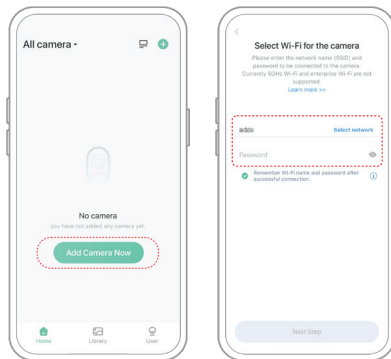 All camera
No camera
you have not added any camera yet.
Add Camera Now
Home
Library
User
Select Wi-Fi for the camera
Please enter the network name (SSID) and
password to be connected to the camera.
Currently 5GHz Wi-Fi and enterprise Wi-Fi are not
supported
Learn more >>
Select network
Password
Remember Wi-Fi name and password after
successful connection;
Next Step